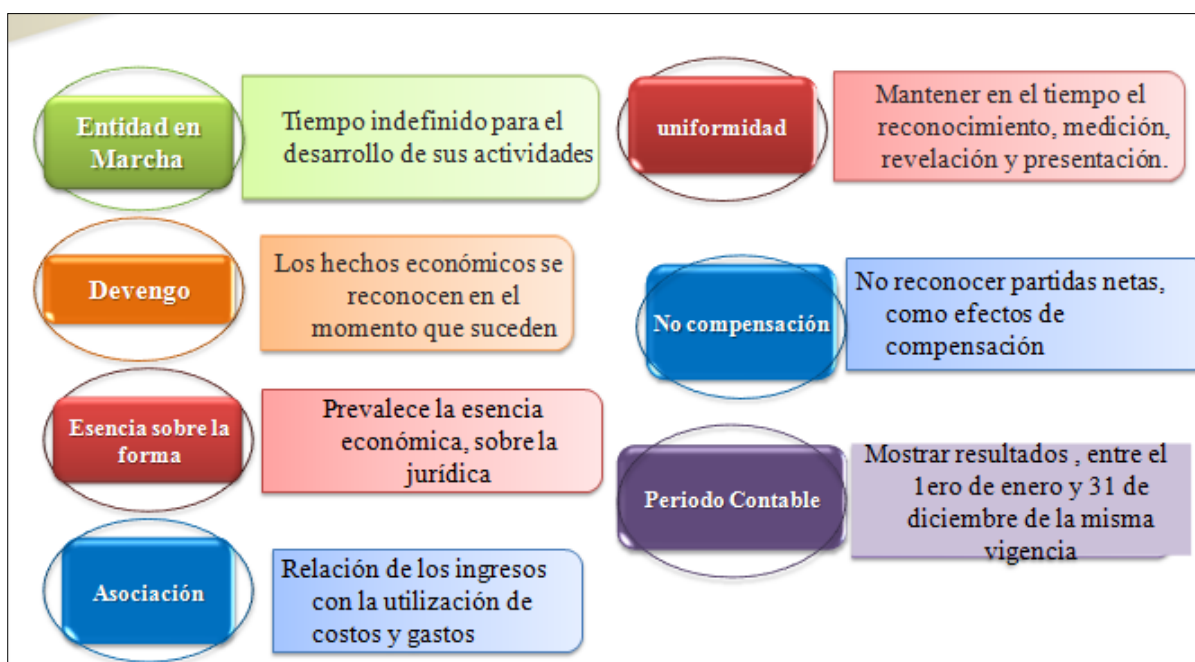 Entidad en
Marcha
Tiempo indefinido para el
desarrollo de sus actividades
Devengo
Los hechos económicos se
reconocen en el
momento que suceden
Esencia sobre la
forma
Prevalece la esencia
económica, sobre la
jurídica
Asociación
Relación de los ingresos
con la utilización de
costos y gastos
uniformidad
Mantener en el tiempo el
reconocimiento, medición,
revelación y presentación.
No compensación
No reconocer partidas netas,
como efectos de
compensación
Periodo Contable
Mostrar resultados , entre el
1ero de enero y 31 de
diciembre de la misma
vigencia